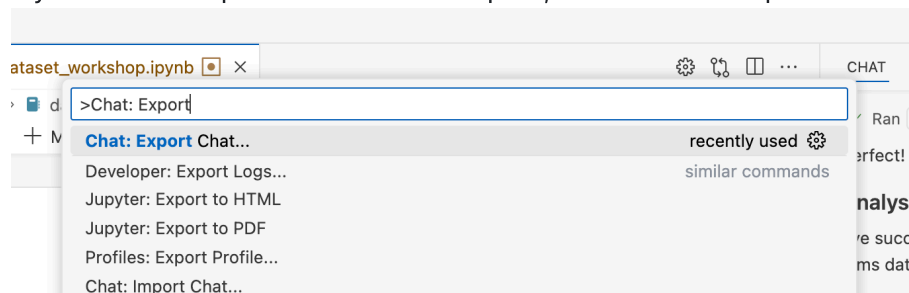 ataset_workshop.ipynb
CHAT
>Chat: Export
Ran
Chat: Export Chat... recently used
erfect!
Developer: Export Logs... similar commands
Jupyter: Export to HTML
nalys
Jupyter: Export to PDF
ve succ
Profiles: Export Profile...
ms dat
Chat: Import Chat...